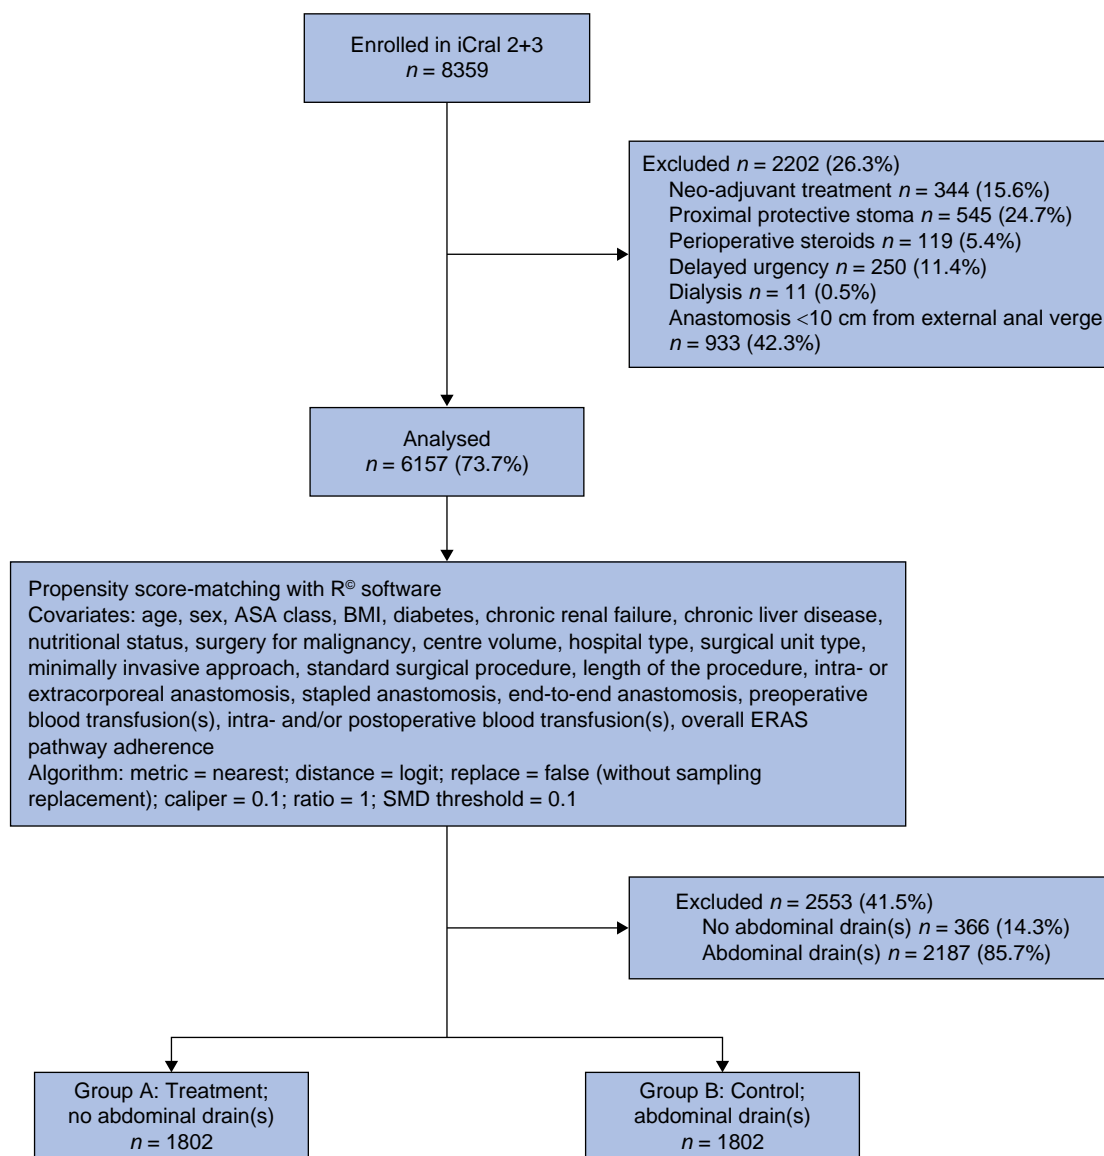 Enrolled in iCral 2+3
n = 8359
Excluded n = 2202 (26.3%)
Neo-adjuvant treatment n = 344 (15.6%)
Proximal protective stoma n = 545 (24.7%)
Perioperative steroids n = 119 (5.4%)
Delayed urgency n = 250 (11.4%)
Dialysis n = 11 (0.5%)
Anastomosis <10 cm from external anal verge
n = 933 (42.3%)
Analysed
n = 6157 (73.7%)
Propensity score-matching with R© software
Covariates: age, sex, ASA class, BMI, diabetes, chronic renal failure, chronic liver disease,
nutritional status, surgery for malignancy, centre volume, hospital type, surgical unit type,
minimally invasive approach, standard surgical procedure, length of the procedure, intra- or
extracorporeal anastomosis, stapled anastomosis, end-to-end anastomosis, preoperative
blood transfusion(s), intra- and/or postoperative blood transfusion(s), overall ERAS
pathway adherence
Algorithm: metric = nearest; distance = logit; replace = false (without sampling
replacement); caliper = 0.1; ratio = 1; SMD threshold = 0.1
Excluded n = 2553 (41.5%)
No abdominal drain(s) n = 366 (14.3%)
Abdominal drain(s) n = 2187 (85.7%)
Group A: Treatment;
no abdominal drain(s)
n = 1802
Group B: Control;
abdominal drain(s)
n = 1802